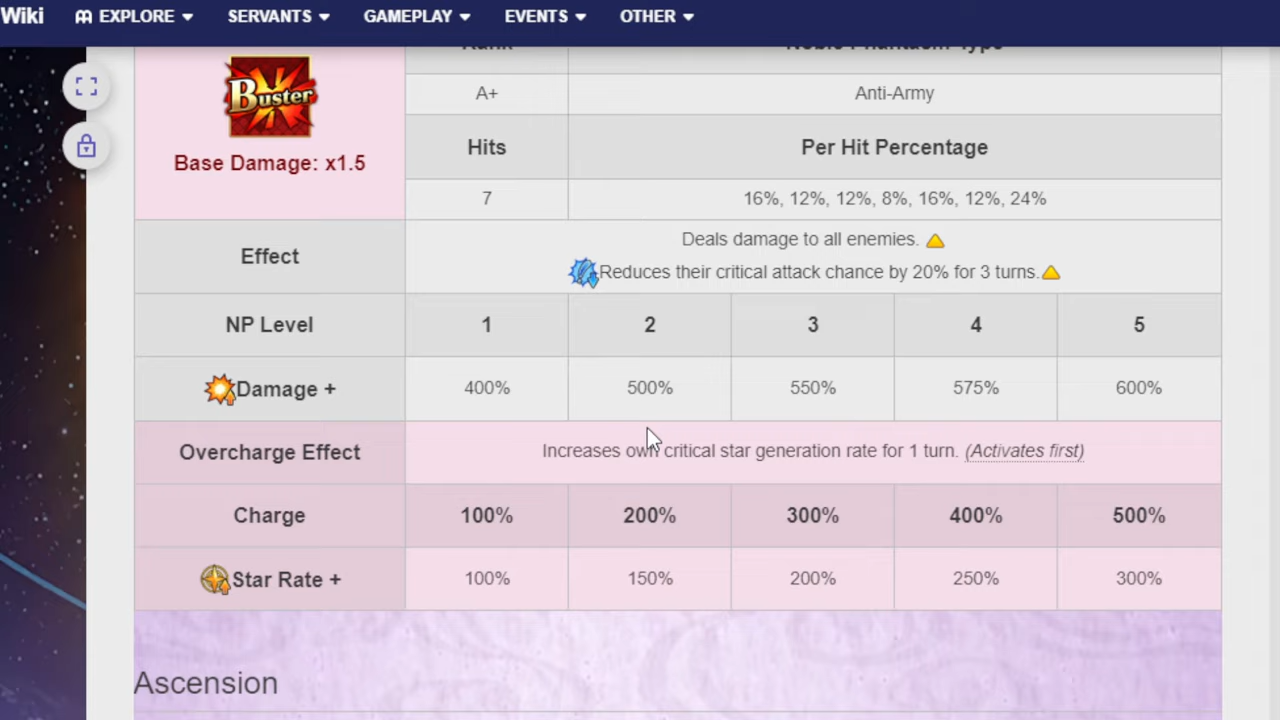 Wiki EXPLORE SERVANTS GAMEPLAY EVENTS OTHER
Rank Noble Phantasm Type
BUSTER
Base Damage: x1.5
A+ Anti-Army
Hits Per Hit Percentage
7 16%, 12%, 12%, 8%, 16%, 12%, 24%
Effect
Deals damage to all enemies.
Reduces their critical attack chance by 20% for 3 turns.
NP Level 1 2 3 4 5
Damage + 400% 500% 550% 575% 600%
Overcharge Effect Increases own critical star generation rate for 1 turn. (Activates first)
Charge 100% 200% 300% 400% 500%
Star Rate + 100% 150% 200% 250% 300%
Ascension